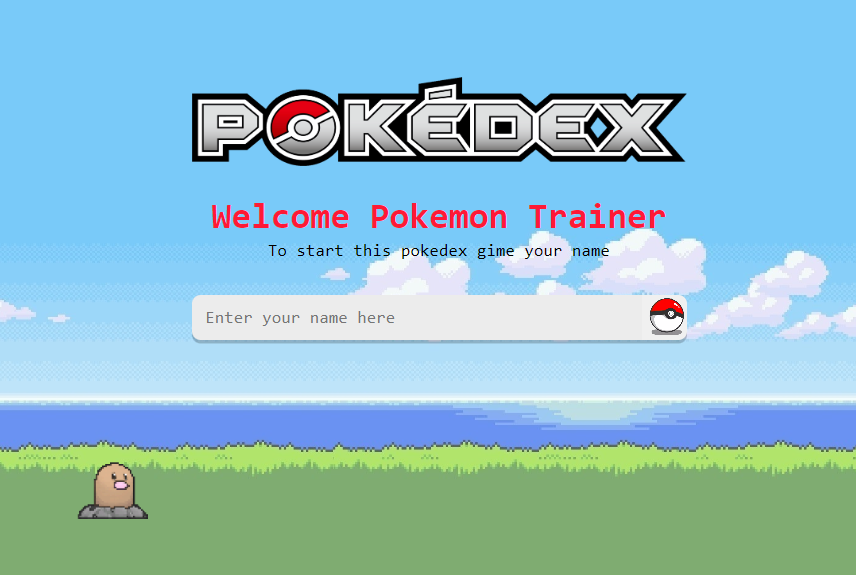 POKÉDEX
Welcome Pokemon Trainer
To start this pokedex gime your name
Enter your name here